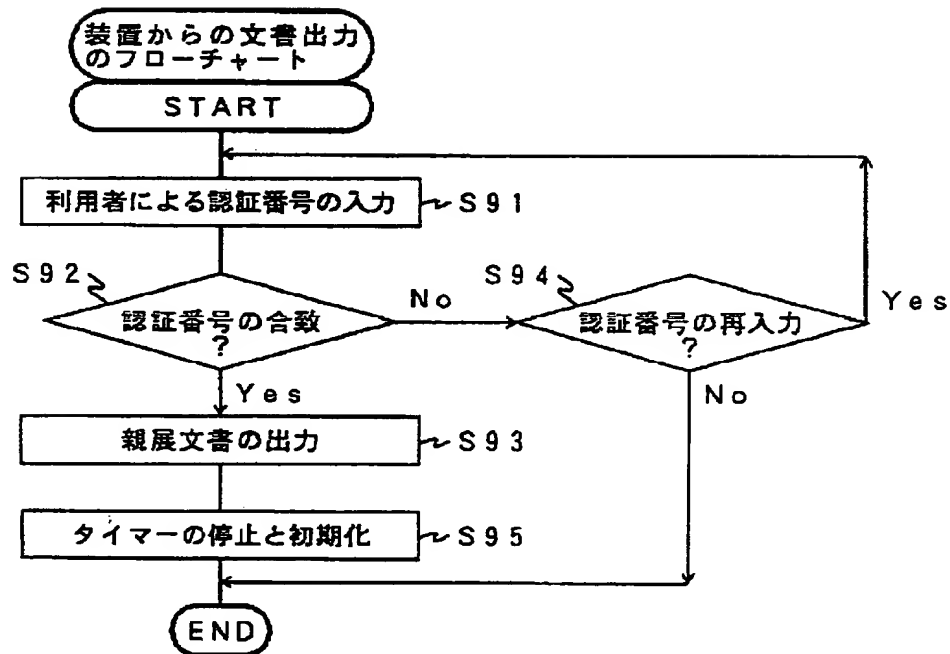 装置からの文書出力
のフローチャート
START
利用者による認証番号の入力
S91
S92
認証番号の合致
?
No
S94
認証番号の再入力
?
Yes
Yes
No
親展文書の出力
S93
タイマーの停止と初期化
S95
END